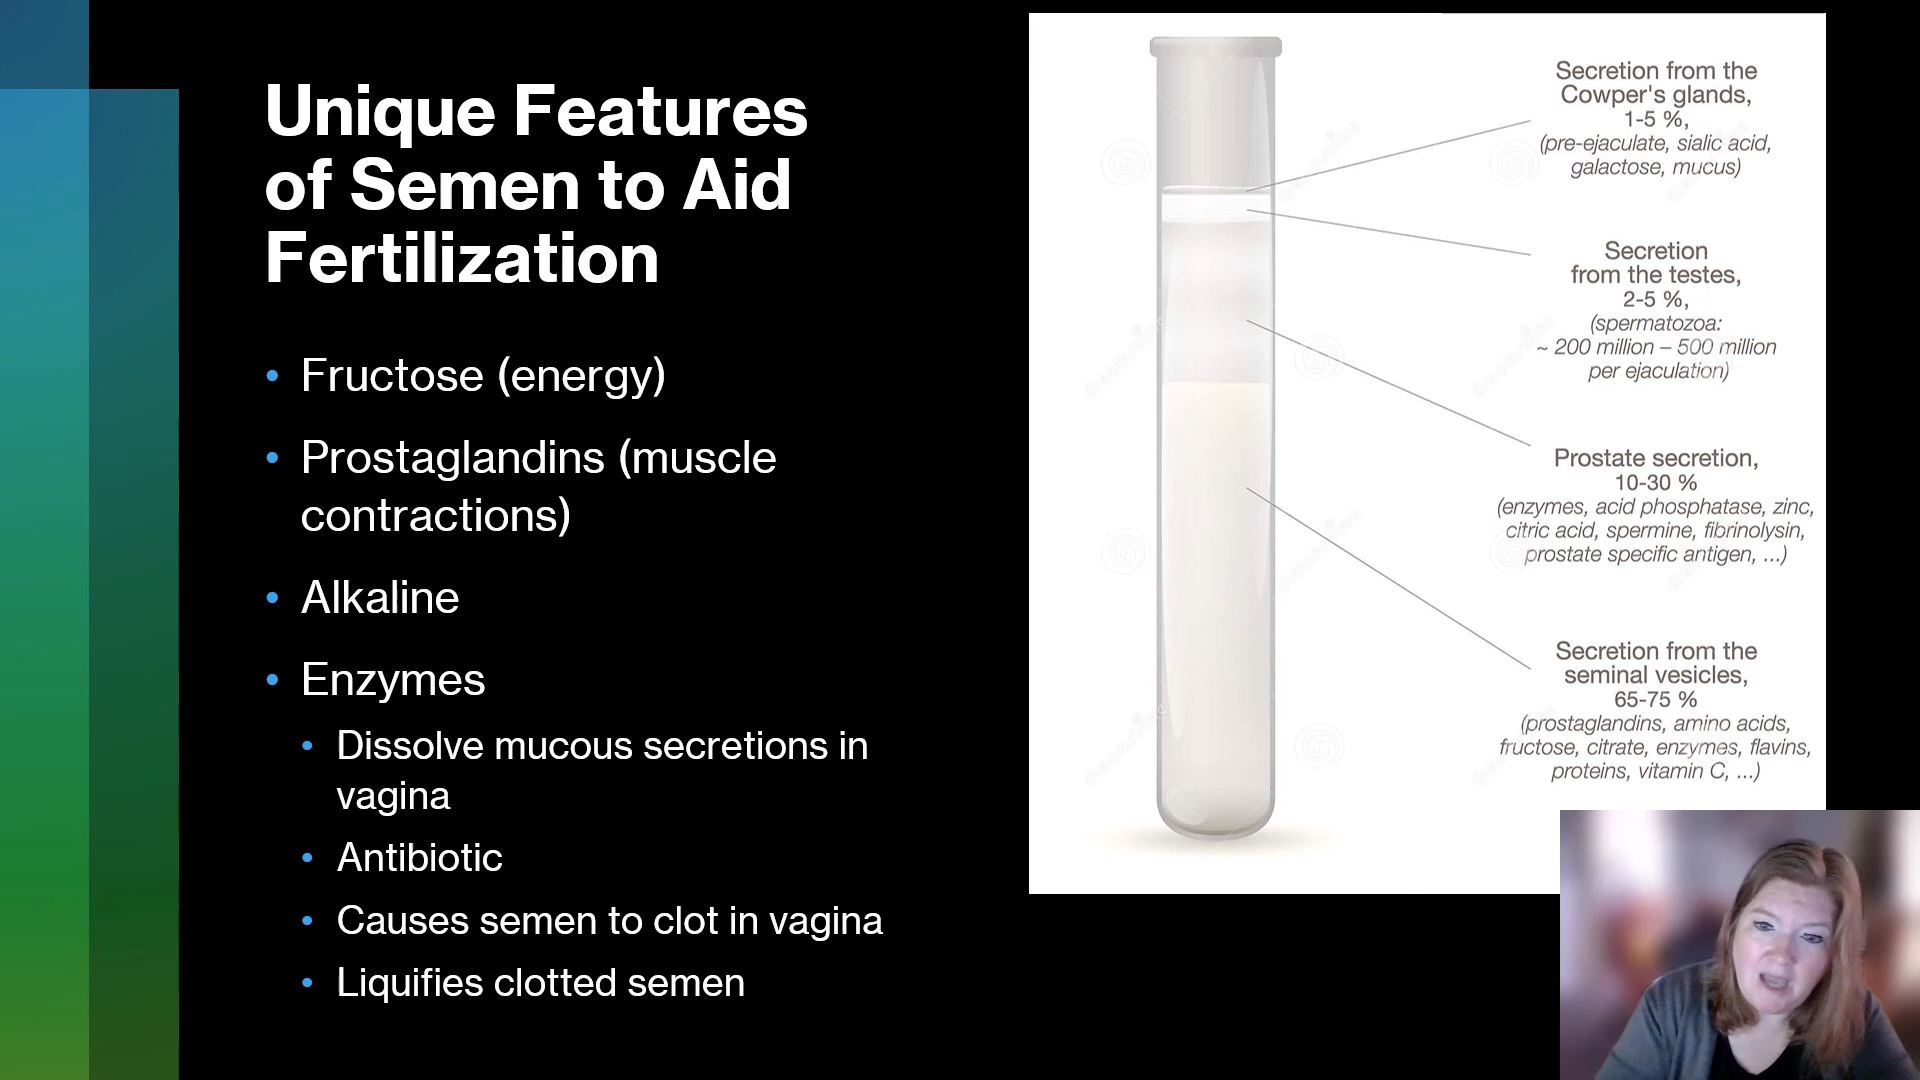 Unique Features
of Semen to Aid
Fertilization
• Fructose (energy)
• Prostaglandins (muscle
contractions)
• Alkaline
• Enzymes
• Dissolve mucous secretions in
vagina
• Antibiotic
• Causes semen to clot in vagina
• Liquifies clotted semen
Secretion from the
Cowper's glands,
1-5 %,
(pre-ejaculate, sialic acid,
galactose, mucus)
Secretion
from the testes,
2-5 %,
(spermatozoa:
~ 200 million – 500 million
per ejaculation)
Prostate secretion,
10-30 %
(enzymes, acid phosphatase, zinc,
citric acid, spermine, fibrinolysin,
prostate specific antigen, ...)
Secretion from the
seminal vesicles,
65-75 %
(prostaglandins, amino acids,
fructose, citrate, enzymes, flavins,
proteins, vitamin C, ...)